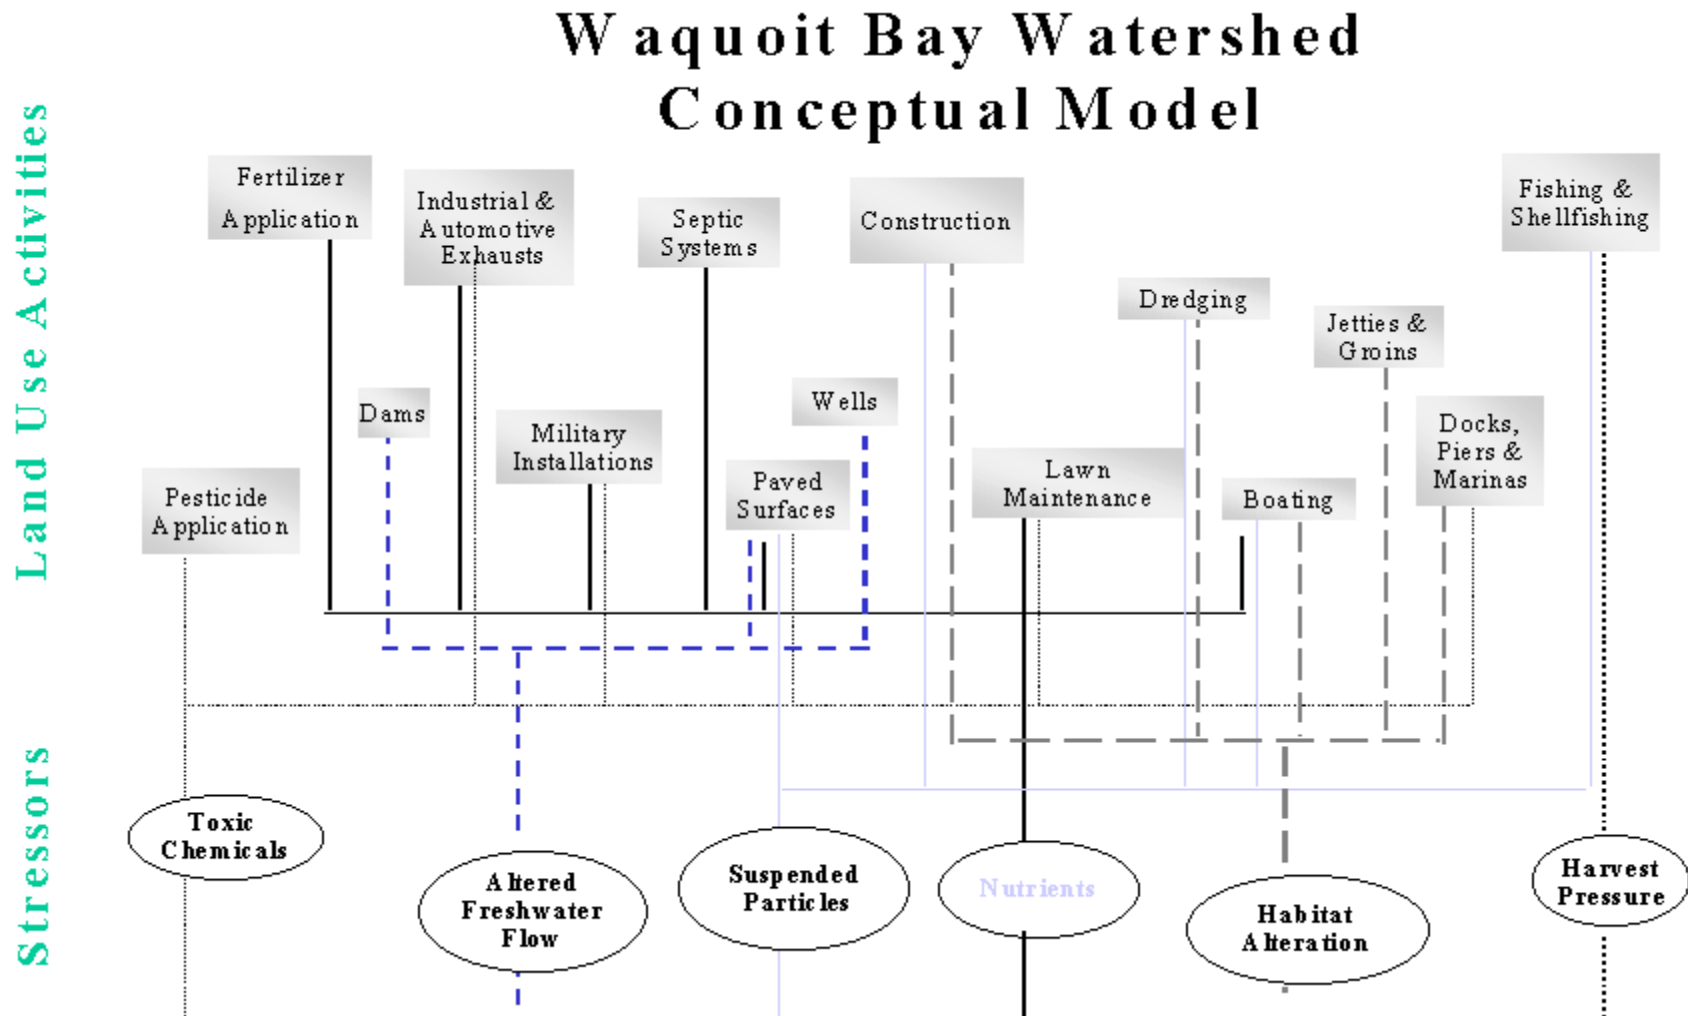 Waquoit Bay Watershed
Conceptual Model
Land Use Activities
Fertilizer
Application
Industrial &
Automotive
Exhausts
Septic
Systems
Construction
Fishing &
Shellfishing
Dredging
Jetties &
Groins
Dams
Wells
Military
Installations
Docks,
Piers &
Marinas
Lawn
Maintenance
Paved
Surfaces
Boating
Pesticide
Application
Stressors
Toxic
Chemicals
Altered
Freshwater
Flow
Suspended
Particles
Nutrients
Habitat
Alteration
Harvest
Pressure